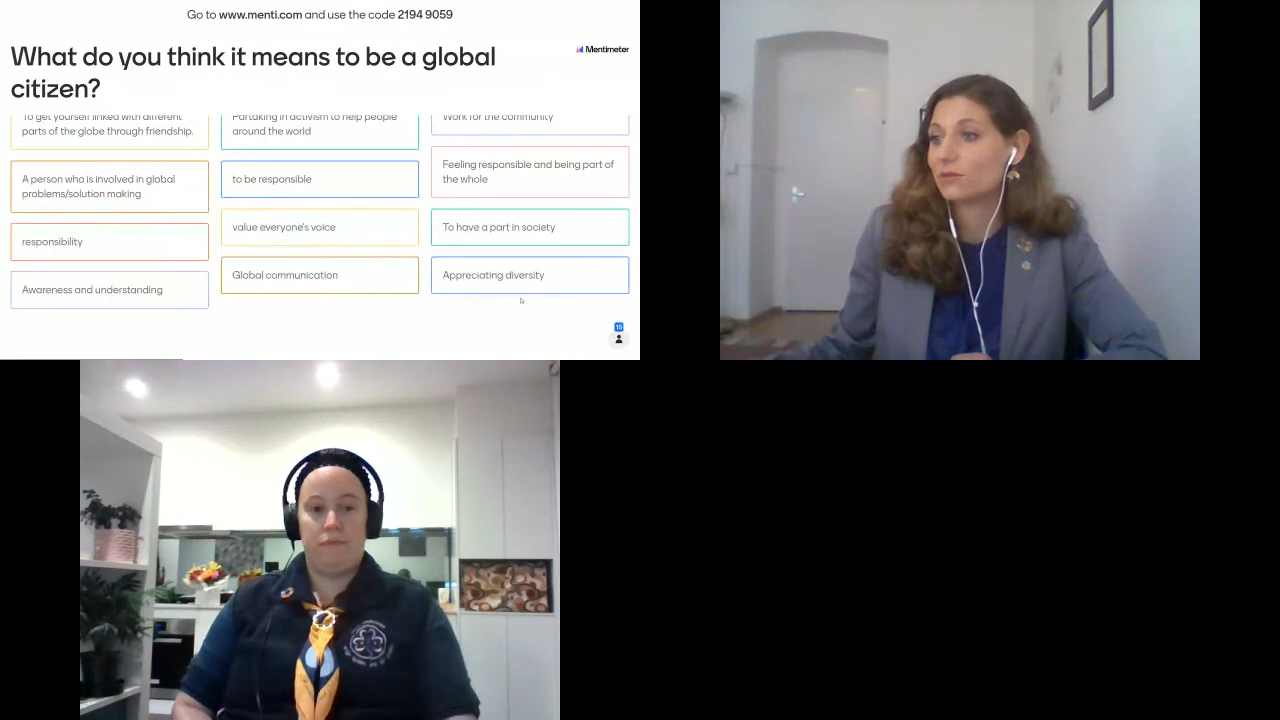 Go to www.menti.com and use the code 2194 9059
What do you think it means to be a global
citizen?
Mentimeter
To get yourself linked with different
parts of the globe through friendship.
A person who is involved in global
problems/solution making
responsibility
Awareness and understanding
Partaking in activism to help people
around the world
to be responsible
value everyone's voice
Global communication
Work for the community
Feeling responsible and being part of
the whole
To have a part in society
Appreciating diversity
15